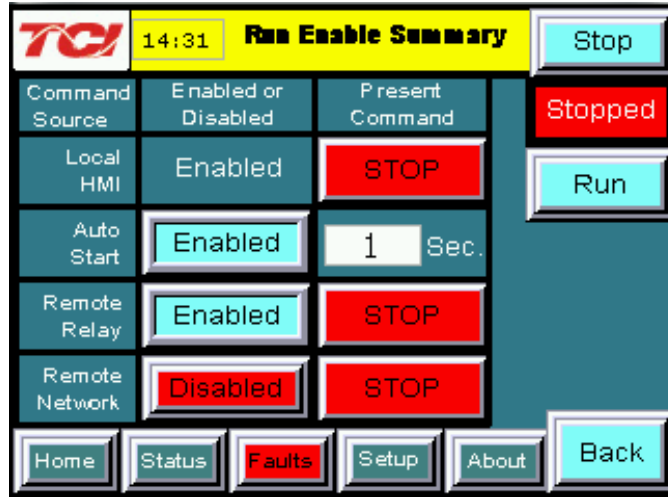 TCI 14:31 Run Enable Summary Stop
Command Source Enabled or Disabled Present Command Stopped
Local HMI Enabled STOP Run
Auto Start Enabled 1 Sec.
Remote Relay Enabled STOP
Remote Network Disabled STOP
Home Status Faults Setup About Back